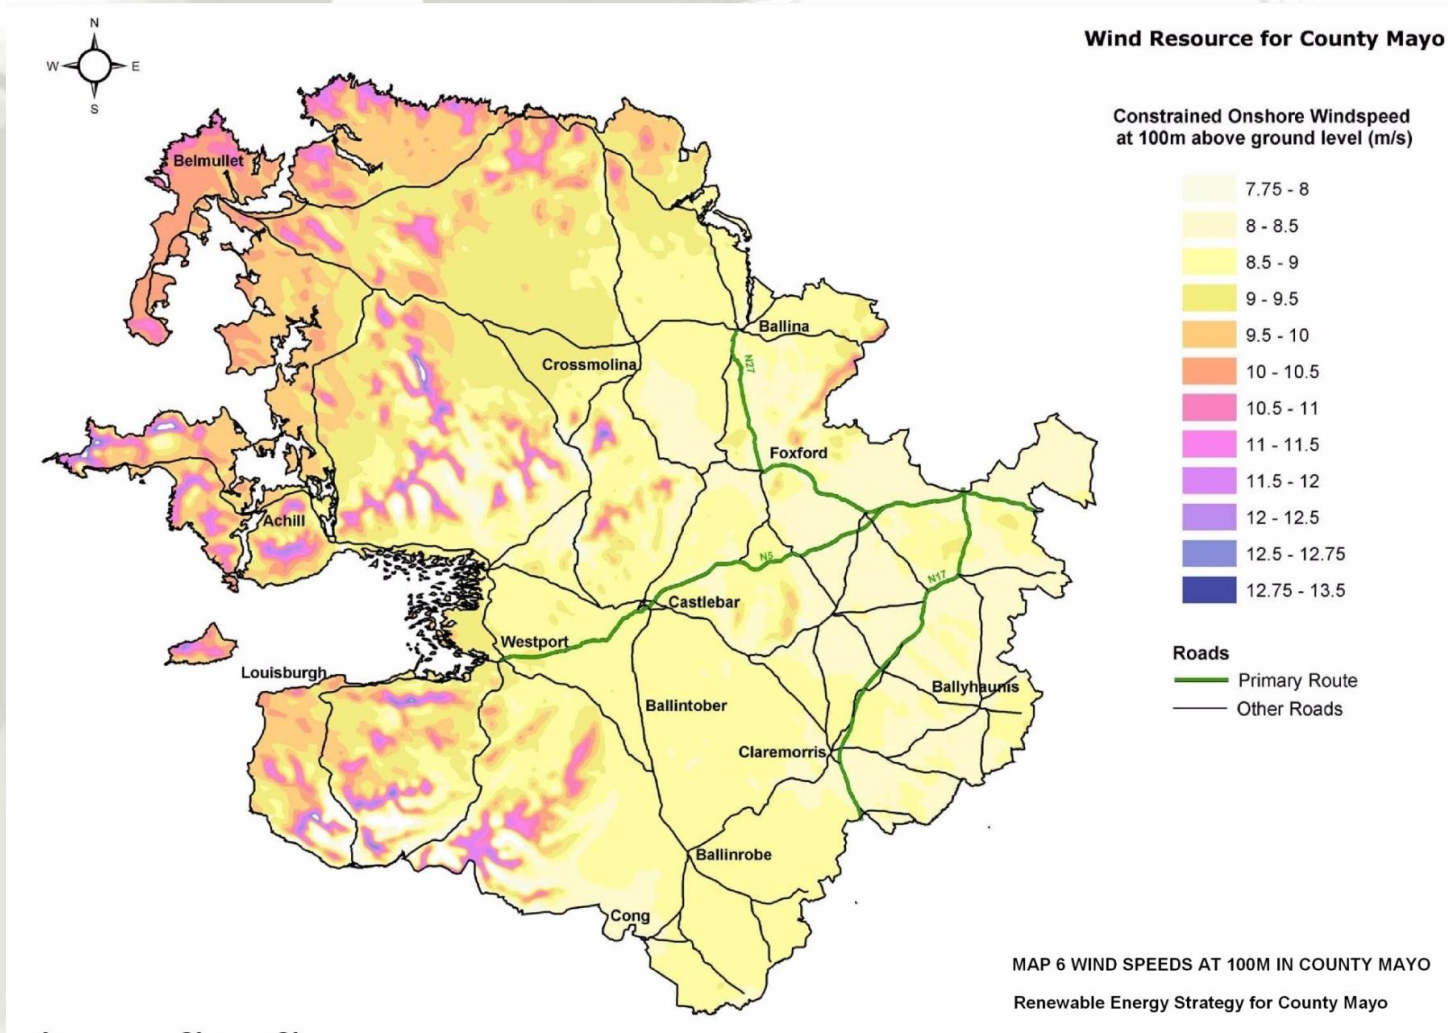 Wind Resource for County Mayo
N
W
E
S
Constrained Onshore Windspeed
at 100m above ground level (m/s)
7.75 - 8
8 - 8.5
8.5 - 9
9 - 9.5
9.5 - 10
10 - 10.5
10.5 - 11
11 - 11.5
11.5 - 12
12 - 12.5
12.5 - 12.75
12.75 - 13.5
Roads
Primary Route
Other Roads
Belmullet
Ballina
Crossmolina
N27
Foxford
Achill
N5
N17
Castlebar
Westport
Louisburgh
Ballyhaunis
Ballintober
Claremorris
Ballinrobe
Cong
MAP 6 WIND SPEEDS AT 100M IN COUNTY MAYO
Renewable Energy Strategy for County Mayo